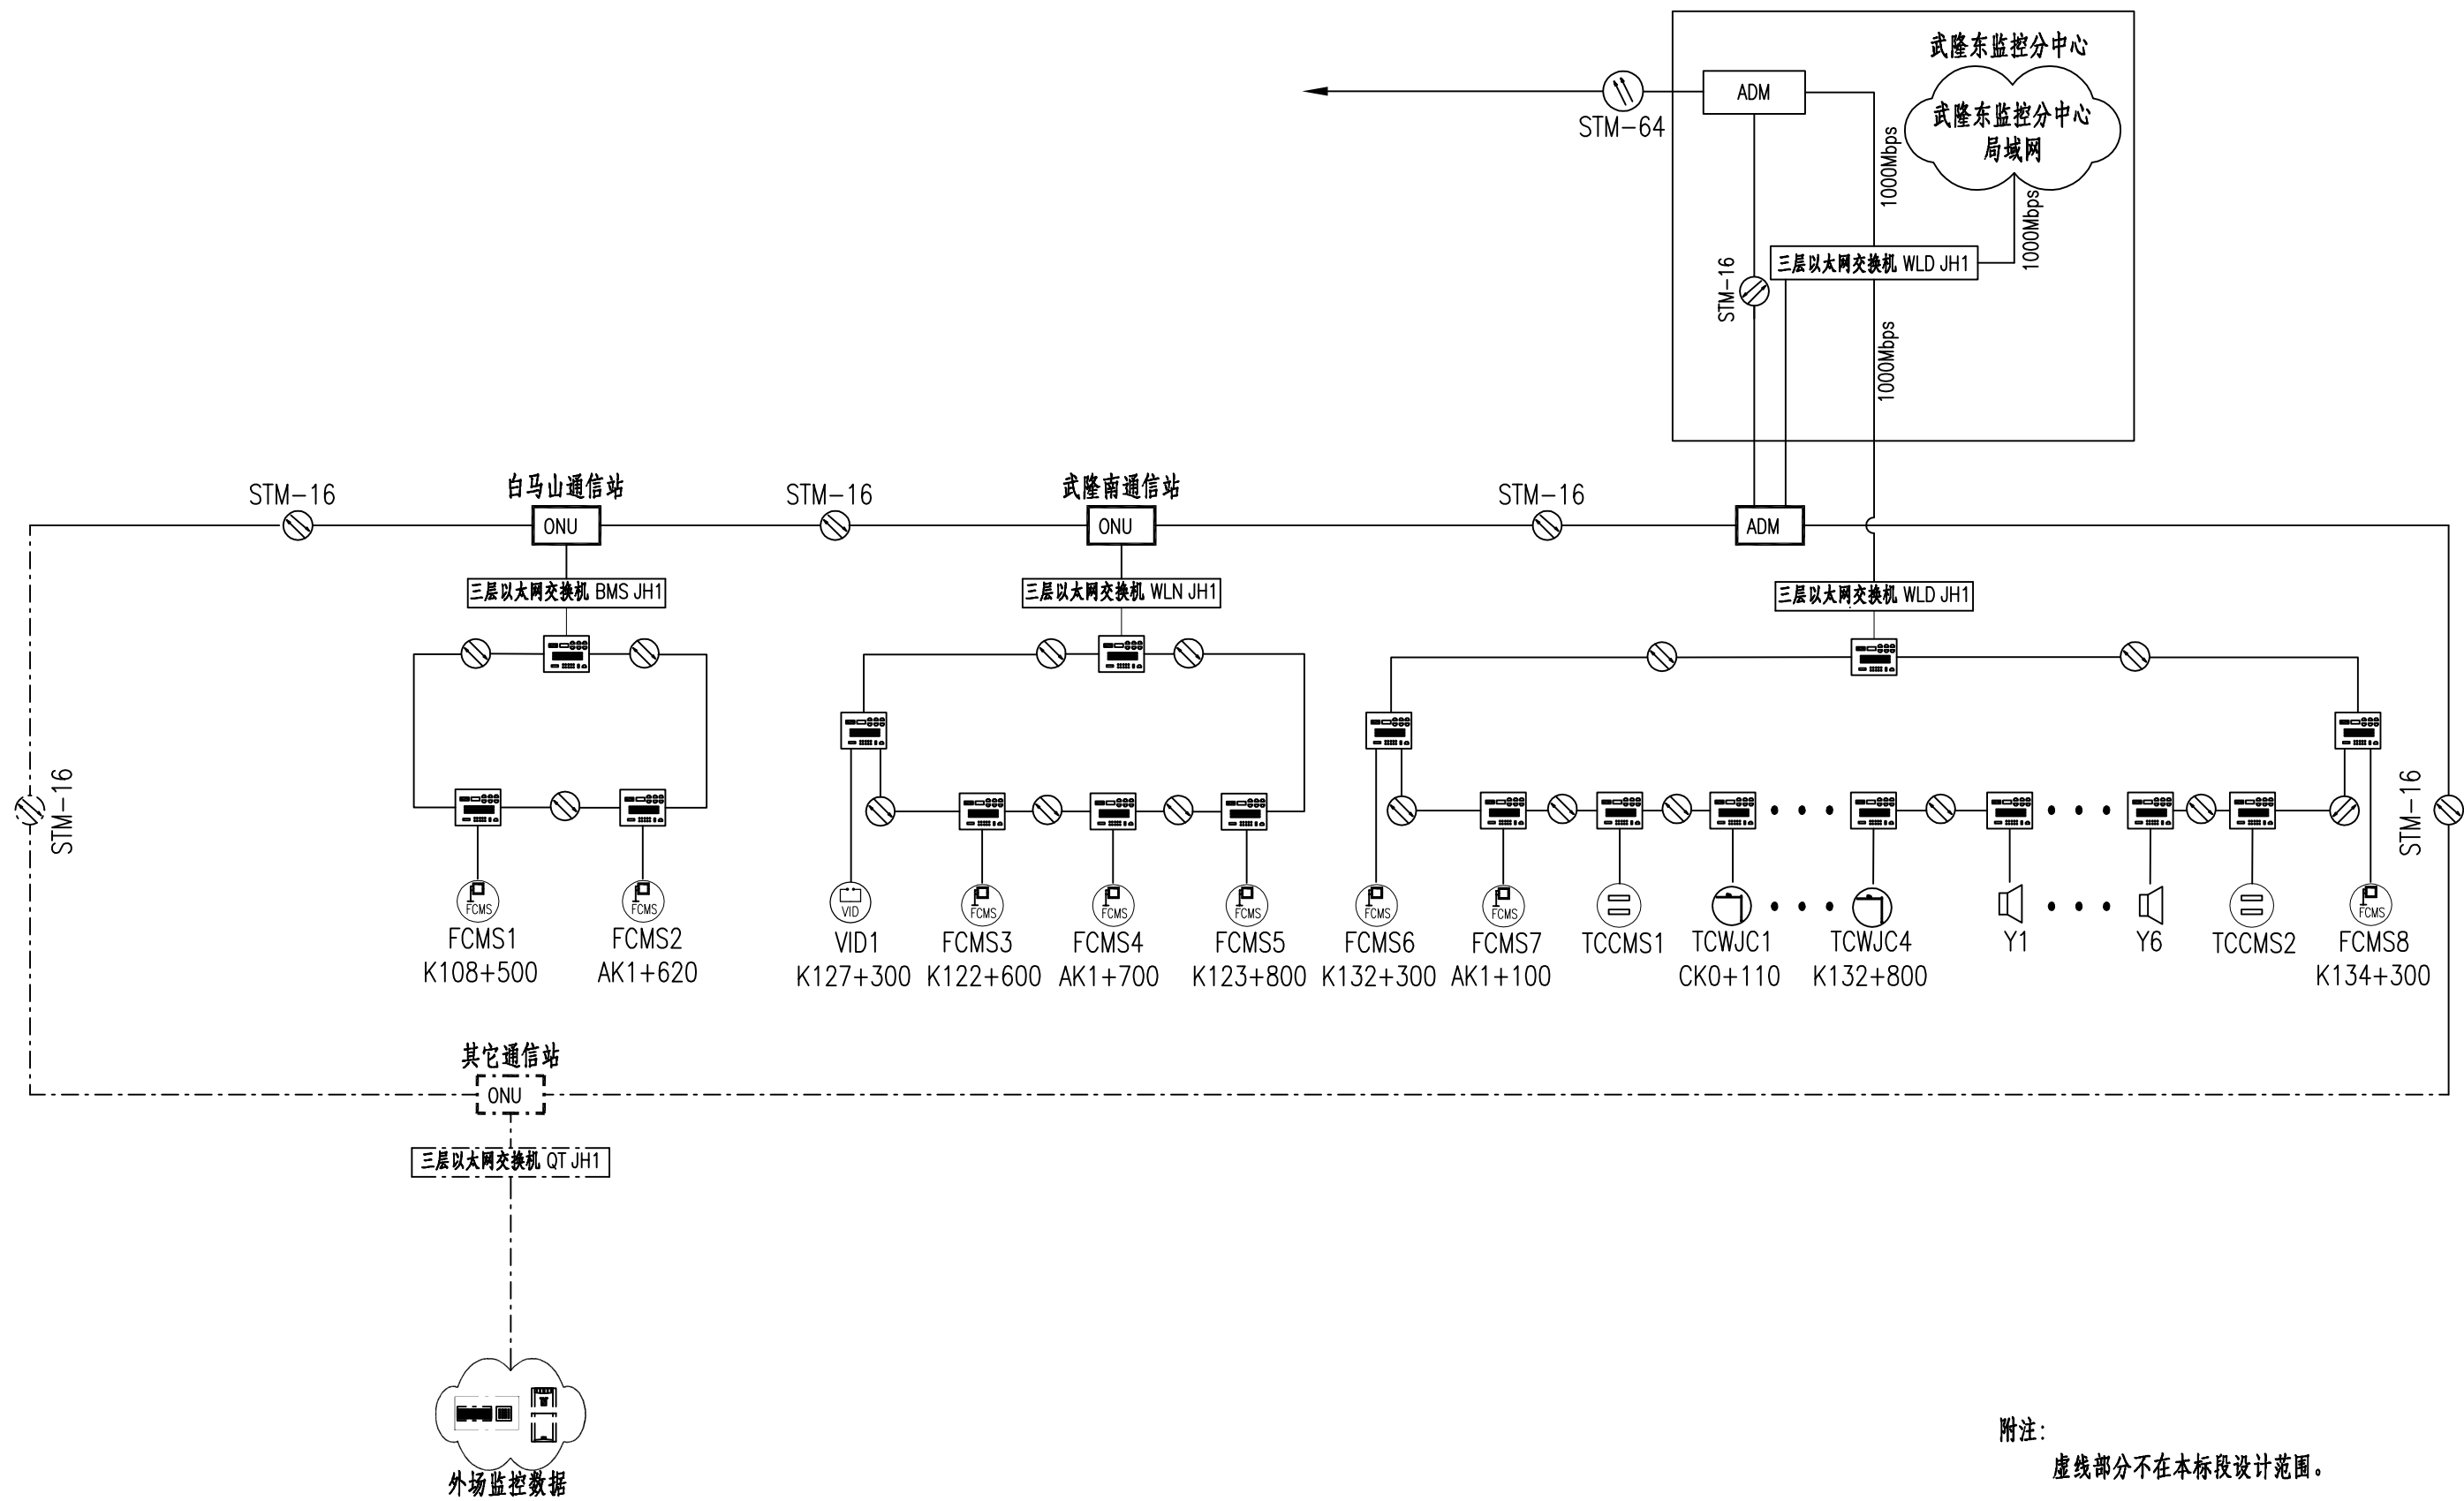 武隆东监控分中心
武隆东监控分中心
局域网
ADM
STM-64
1000Mbps
1000Mbps
三层以太网交换机 WLD JH1
STM-16
1000Mbps
STM-16
白马山通信站
STM-16
武隆南通信站
STM-16
ONU
ONU
ADM
三层以太网交换机 BMS JH1
三层以太网交换机 WLN JH1
三层以太网交换机 WLD JH1
STM-16
STM-16
FCMS
FCMS
VID
FCMS
FCMS
FCMS
FCMS
FCMS
FCMS
FCMS1
K108+500
FCMS2
AK1+620
VID1
K127+300
FCMS3
K122+600
FCMS4
AK1+700
FCMS5
K123+800
FCMS6
K132+300
FCMS7
AK1+100
TCCMS1
TCWJC1
CK0+110
TCWJC4
K132+800
Y1
Y6
TCCMS2
FCMS8
K134+300
其它通信站
ONU
三层以太网交换机 QT JH1
外场监控数据
附注：
虚线部分不在本标段设计范围。